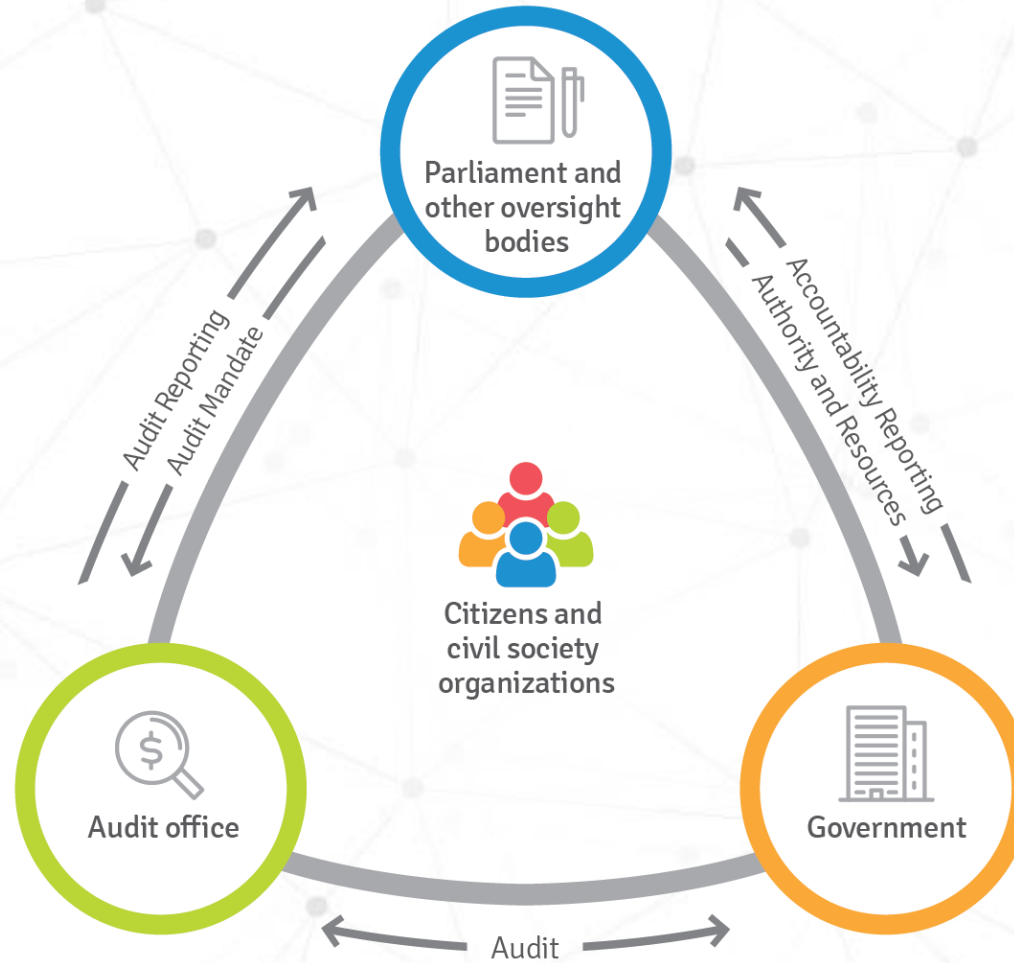 Parliament and
other oversight
bodies
Audit Reporting
Audit Mandate
Accountability Reporting
Authority and Resources
Citizens and
civil society
organizations
$
Audit office
Government
Audit